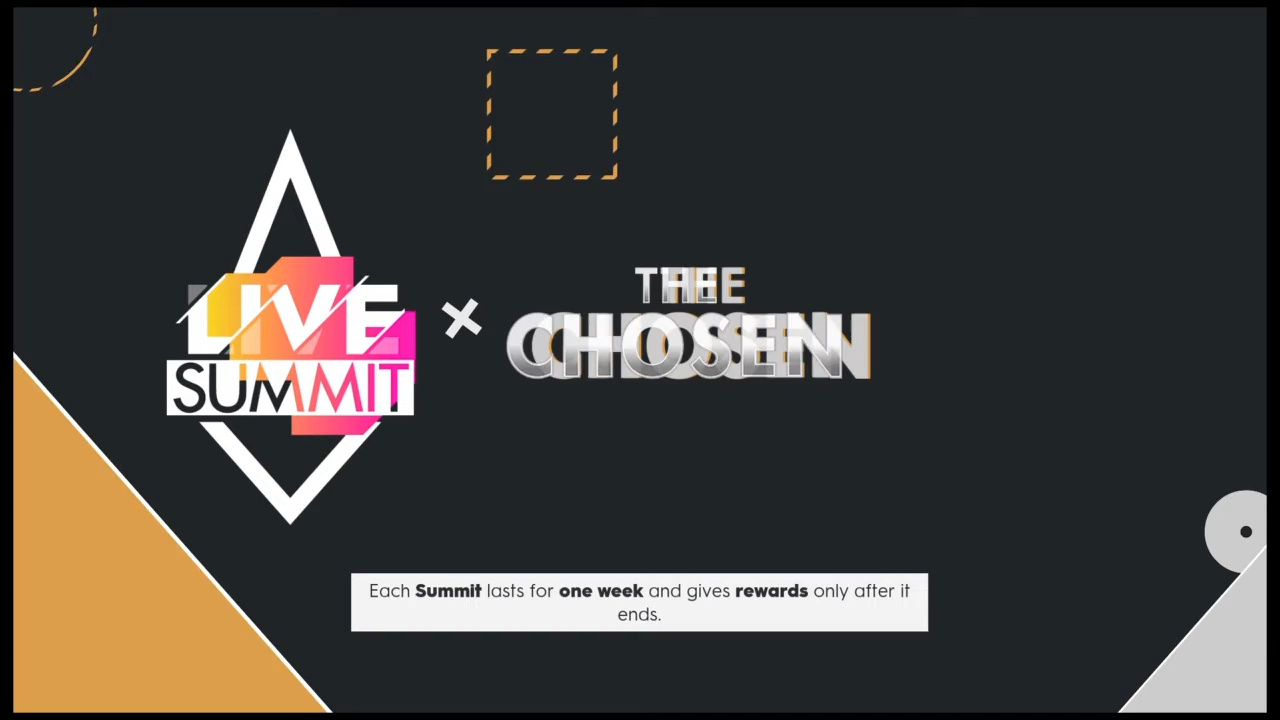 LIVE
SUMMIT
×
THE
CHOSEN
Each Summit lasts for one week and gives rewards only after it
ends.